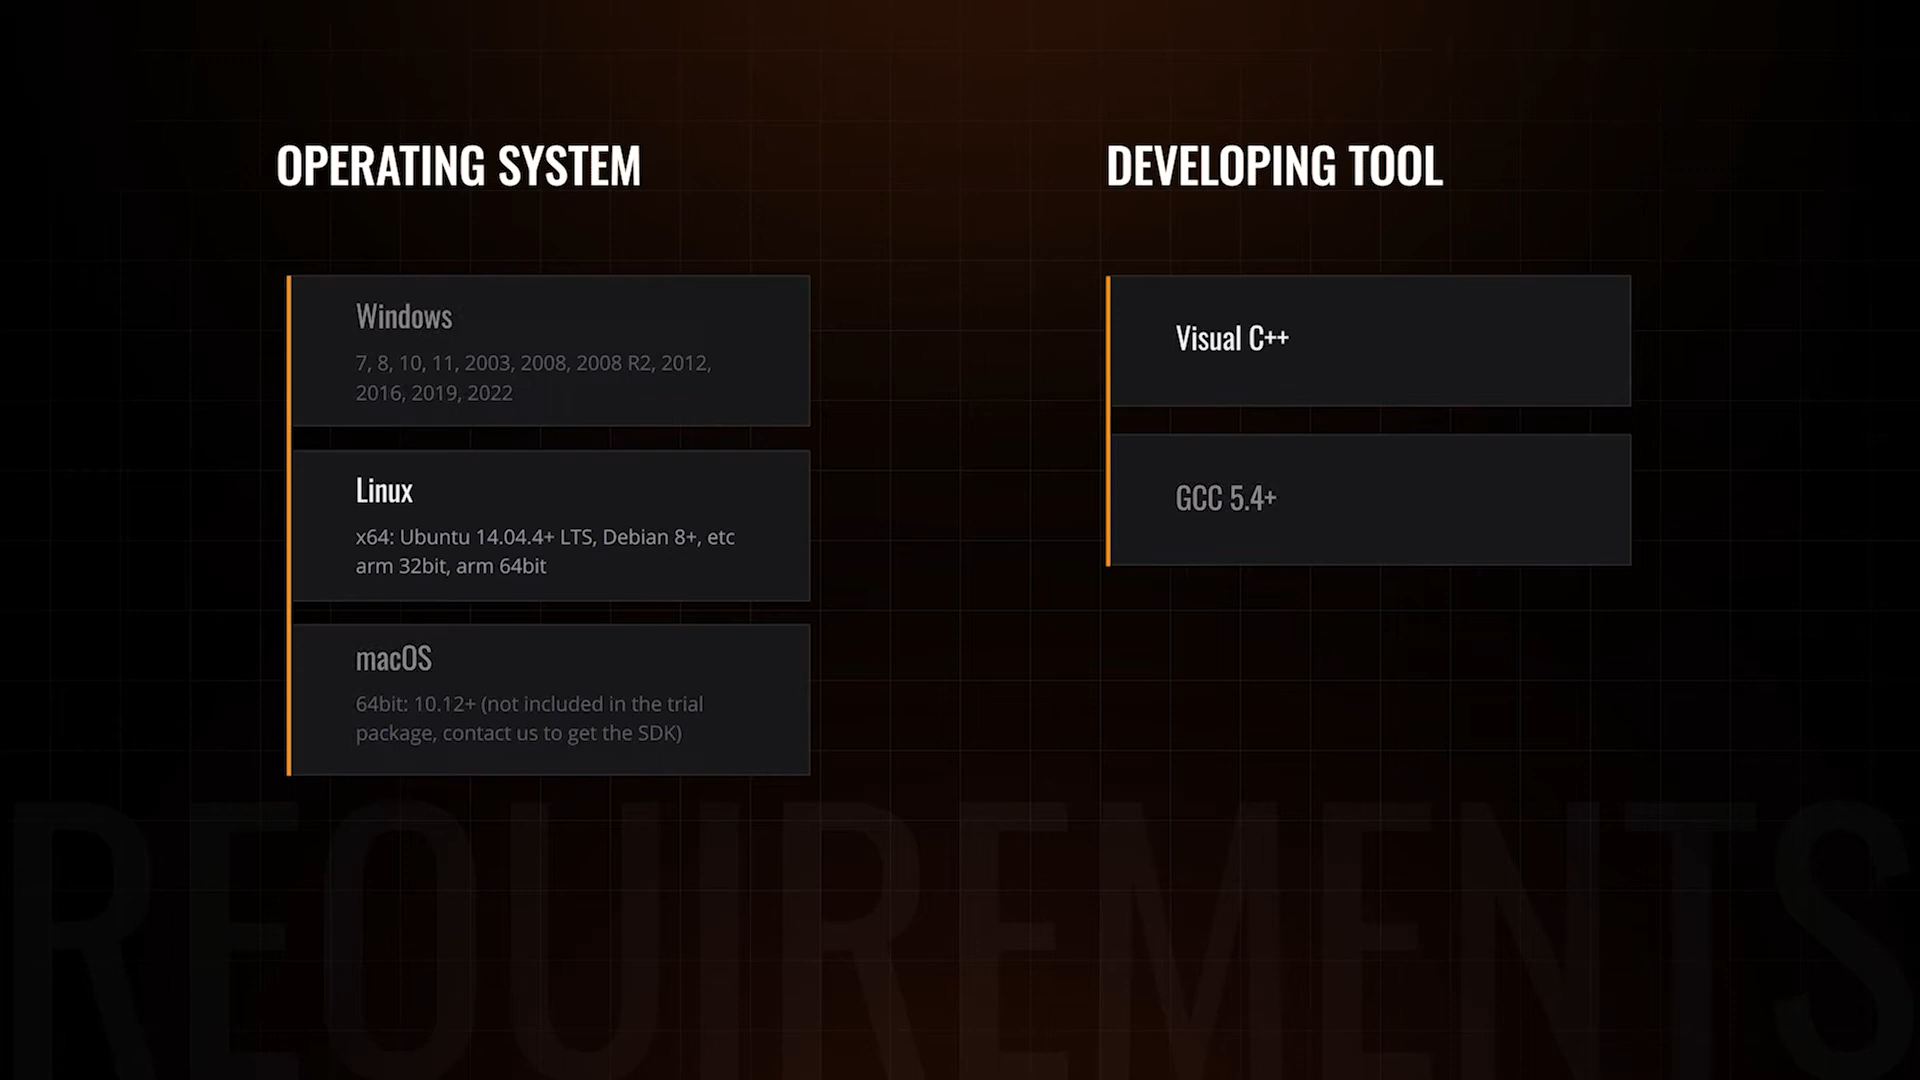 OPERATING SYSTEM
Windows
7, 8, 10, 11, 2003, 2008, 2008 R2, 2012,
2016, 2019, 2022
Linux
x64: Ubuntu 14.04.4+ LTS, Debian 8+, etc
arm 32bit, arm 64bit
macOS
64bit: 10.12+ (not included in the trial
package, contact us to get the SDK)
DEVELOPING TOOL
Visual C++
GCC 5.4+
REQUIREMENTS